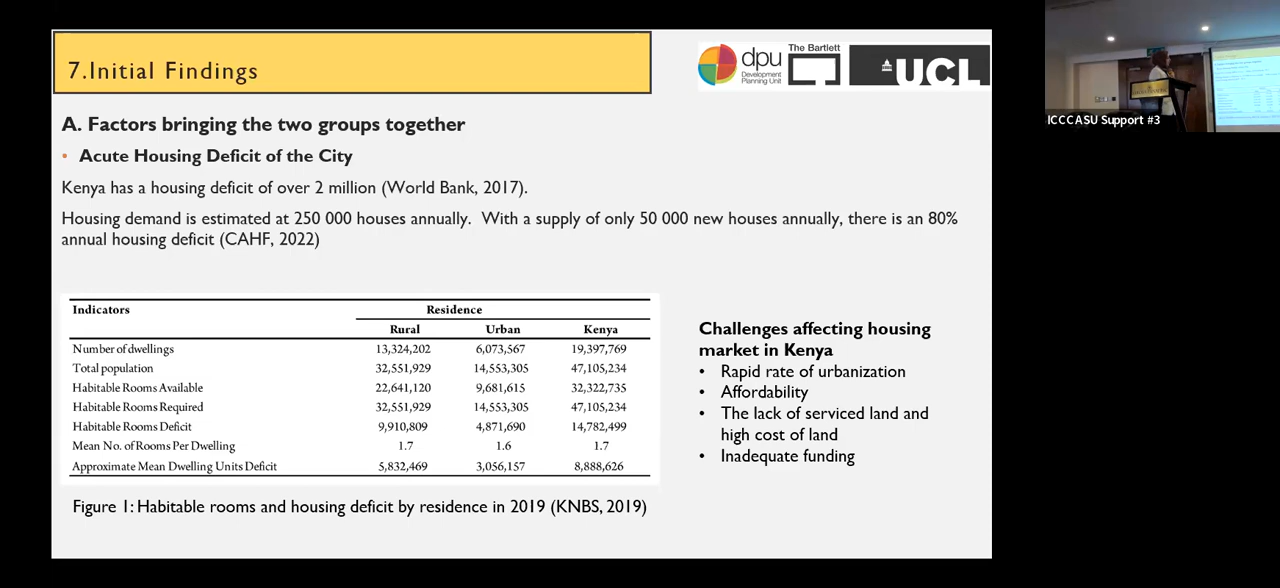 7.Initial Findings
dpu
Development
Planning Unit
The Bartlett
UCL
ICCCASU Support #3
A. Factors bringing the two groups together
• Acute Housing Deficit of the City
Kenya has a housing deficit of over 2 million (World Bank, 2017).
Housing demand is estimated at 250 000 houses annually. With a supply of only 50 000 new houses annually, there is an 80%
annual housing deficit (CAHF, 2022)
Indicators Residence
Rural Urban Kenya
Number of dwellings 13,324,202 6,073,567 19,397,769
Total population 32,551,929 14,553,305 47,105,234
Habitable Rooms Available 22,641,120 9,681,615 32,322,735
Habitable Rooms Required 32,551,929 14,553,305 47,105,234
Habitable Rooms Deficit 9,910,809 4,871,690 14,782,499
Mean No. of Rooms Per Dwelling 1.7 1.6 1.7
Approximate Mean Dwelling Units Deficit 5,832,469 3,056,157 8,888,626
Figure 1: Habitable rooms and housing deficit by residence in 2019 (KNBS, 2019)
Challenges affecting housing
market in Kenya
• Rapid rate of urbanization
• Affordability
• The lack of serviced land and
high cost of land
• Inadequate funding